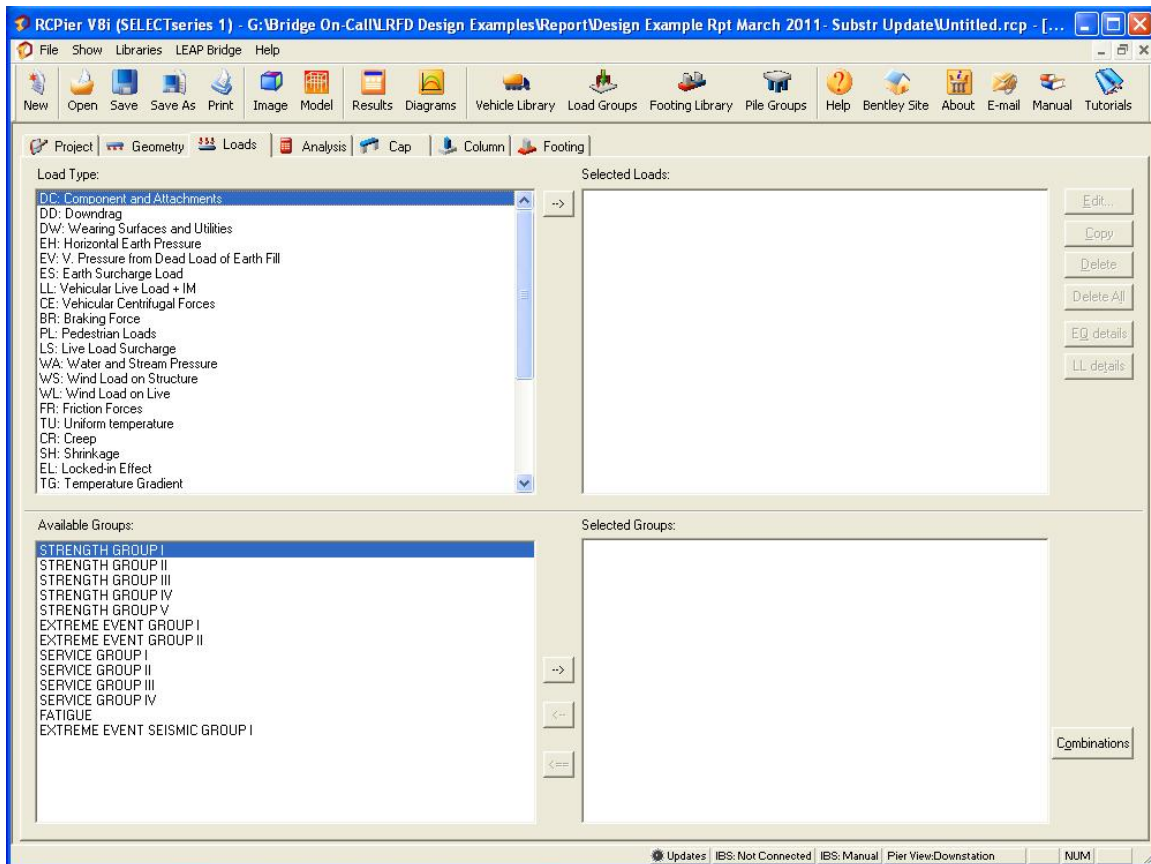 RCPier V8i (SELECTseries 1) - G:\Bridge On-Call\LRFD Design Examples\Report\Design Example Rpt March 2011- Substr Update\Untitled.rcp - [...
File Show Libraries LEAP Bridge Help
New Open Save Save As Print Image Model Results Diagrams Vehicle Library Load Groups Footing Library Pile Groups Help Bentley Site About E-mail Manual Tutorials
Project Geometry Loads Analysis Cap Column Footing
Load Type: Selected Loads:
DC: Component and Attachments
DD: Downdrag
DW: Wearing Surfaces and Utilities
EH: Horizontal Earth Pressure
EV: V. Pressure from Dead Load of Earth Fill
ES: Earth Surcharge Load
LL: Vehicular Live Load + IM
CE: Vehicular Centrifugal Forces
BR: Braking Force
PL: Pedestrian Loads
LS: Live Load Surcharge
WA: Water and Stream Pressure
WS: Wind Load on Structure
WL: Wind Load on Live
FR: Friction Forces
TU: Uniform temperature
CR: Creep
SH: Shrinkage
EL: Locked-in Effect
TG: Temperature Gradient
-->
Edit...
Copy
Delete
Delete All
EQ details
LL details
Available Groups: Selected Groups:
STRENGTH GROUP I
STRENGTH GROUP II
STRENGTH GROUP III
STRENGTH GROUP IV
STRENGTH GROUP V
EXTREME EVENT GROUP I
EXTREME EVENT GROUP II
SERVICE GROUP I
SERVICE GROUP II
SERVICE GROUP III
SERVICE GROUP IV
FATIGUE
EXTREME EVENT SEISMIC GROUP I
-->
<--
<==
Combinations
Updates IBS: Not Connected IBS: Manual Pier View:Downstation NUM